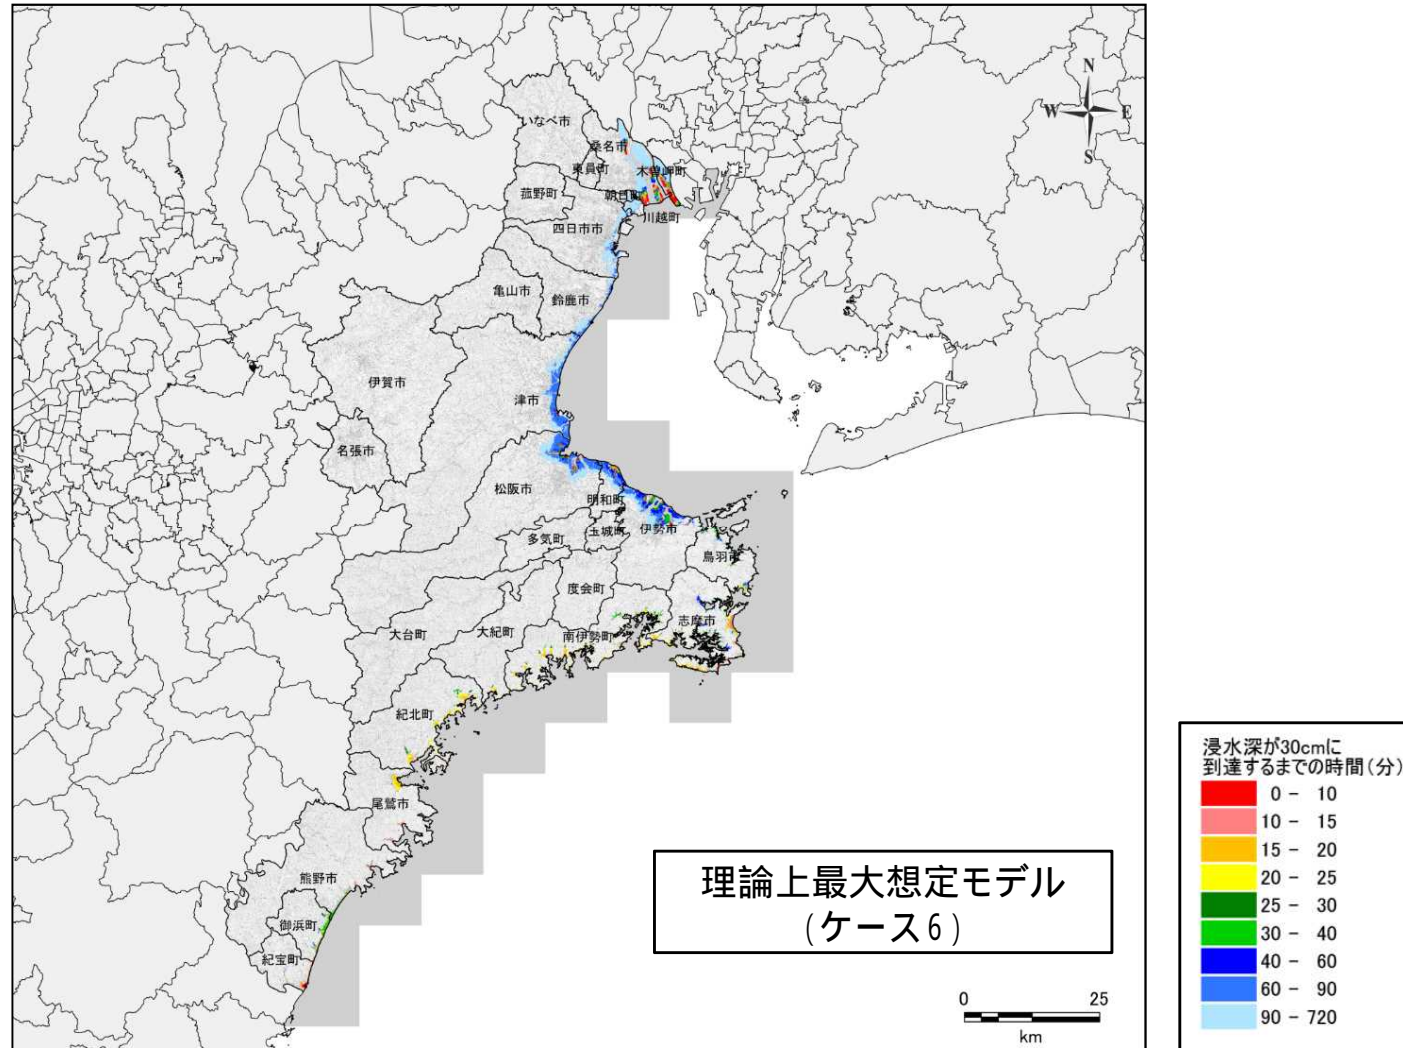 N
W E
S
いなべ市
桑名市
東員町
木曽岬町
菰野町
朝日町
川越町
四日市市
亀山市
鈴鹿市
伊賀市
津市
名張市
松阪市
明和町
玉城町
伊勢市
多気町
鳥羽市
度会町
志摩市
大台町
大紀町
南伊勢町
紀北町
尾鷲市
熊野市
御浜町
紀宝町
理論上最大想定モデル
(ケース6)
0 25
km
浸水深が30cmに
到達するまでの時間(分)
0 - 10
10 - 15
15 - 20
20 - 25
25 - 30
30 - 40
40 - 60
60 - 90
90 - 720